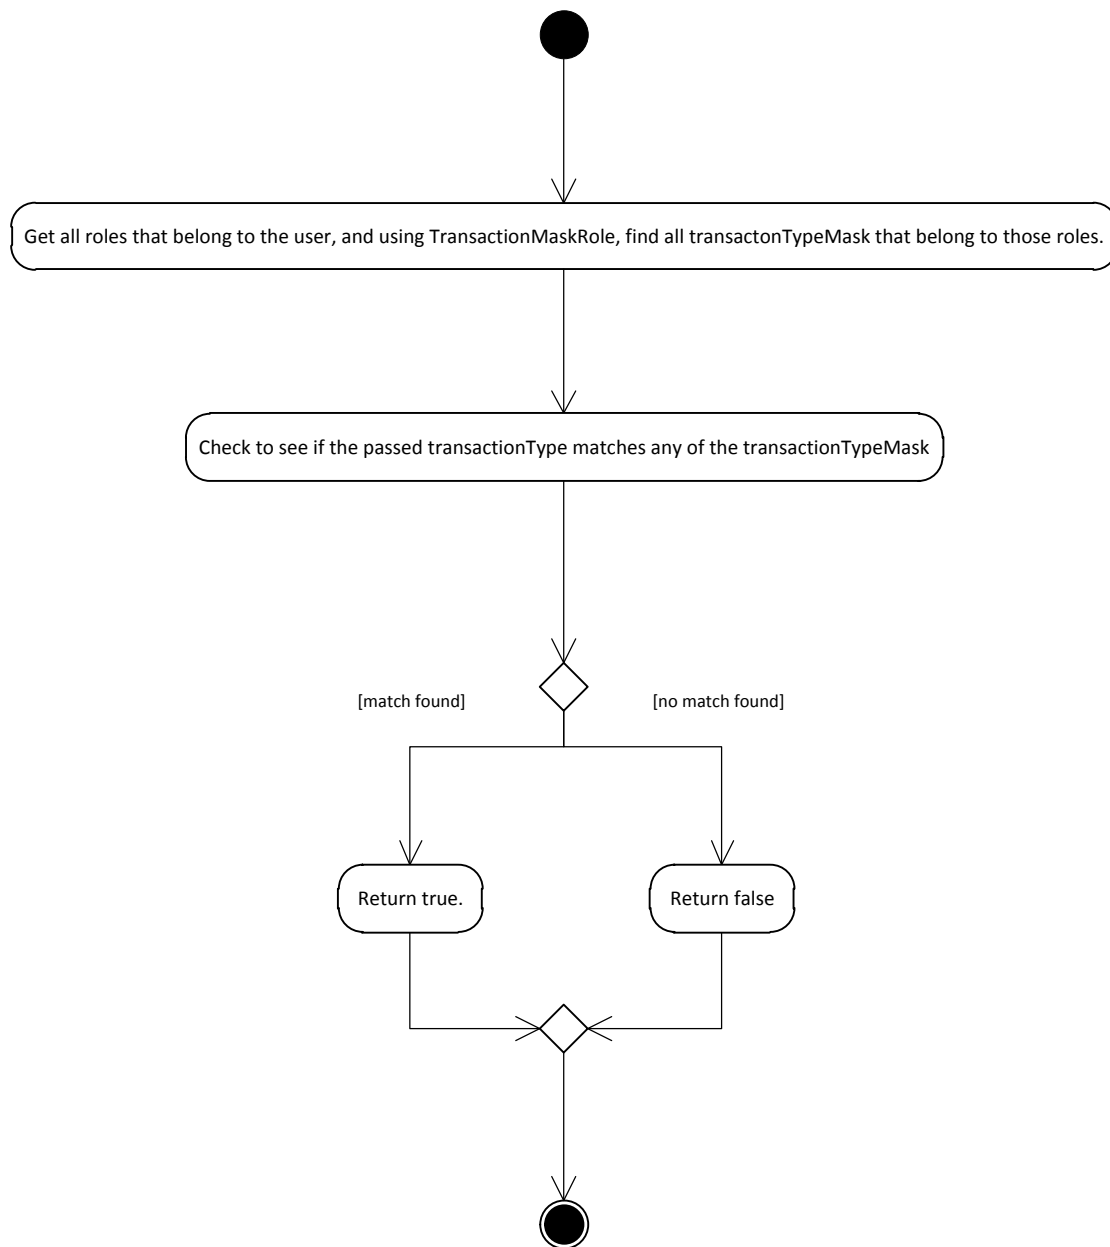 Get all roles that belong to the user, and using TransactionMaskRole, find all transactonTypeMask that belong to those roles.
Check to see if the passed transactionType matches any of the transactionTypeMask
[match found]
[no match found]
Return true.
Return false